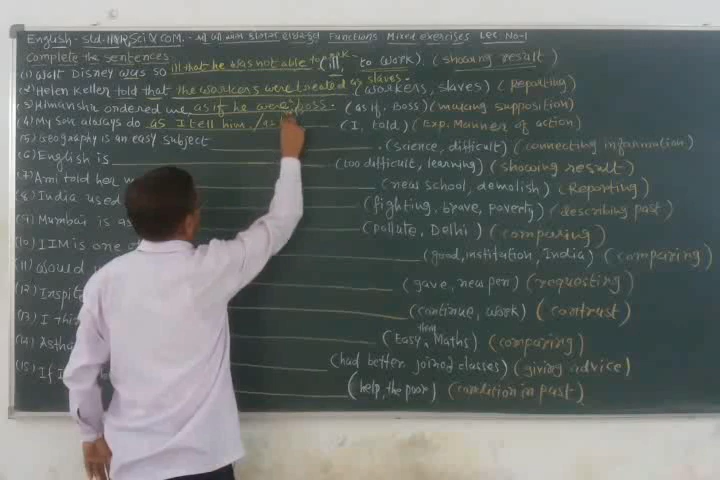 English - Std. 11 Sci & COM. - Functions Mixed exercises Lec No-1
Complete the sentences
(1) Walt Disney was so ill that he was not able to work. (ill, to work). (showing result)
(2) Helen Keller told that the workers were treated as slaves. (workers, slaves) (Reporting)
(3) Himanshu ordered me as if he were boss. (as if, Boss) (making supposition)
(4) My son always do as I tell him. / as (I, told) (Exp. Manner of action)
(5) Geography is an easy subject . (science, difficult) (connecting information)
(6) English is (too difficult, learning) (showing result)
(7) Ami told her (new school, demolish) (Reporting)
(8) India used (fighting, brave, poverty) (describing past)
(9) Mumbai is as (pollute, Delhi) (comparing)
(10) IIM is one (good, institution, India) (comparing)
(11) Would (gave, new pen) (requesting)
(12) Inspite (continue, work) (contrust)
(13) I thi (Easy, than Maths) (comparing)
(14) Astha (had better, joined classes) (giving advice)
(15) If I (help, the poor) (condition in past)